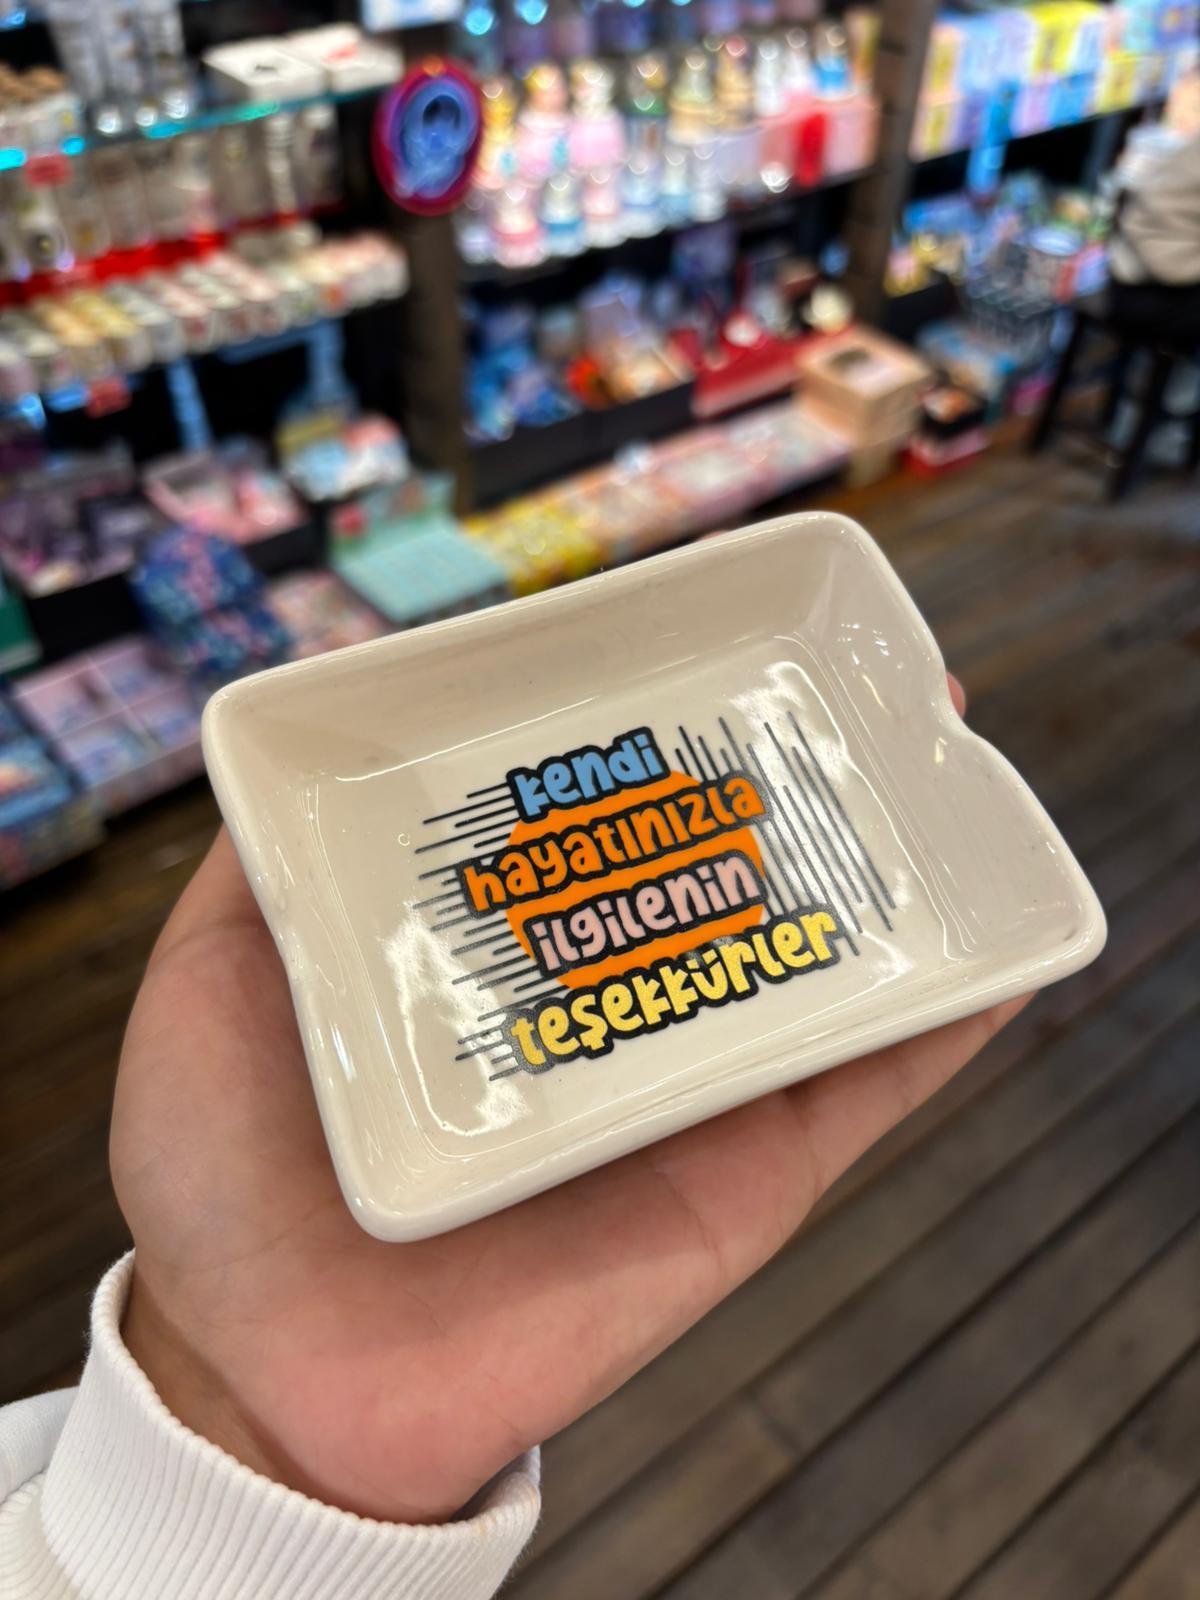 kendi
hayatınızla
ilgilenin
teşekkürler